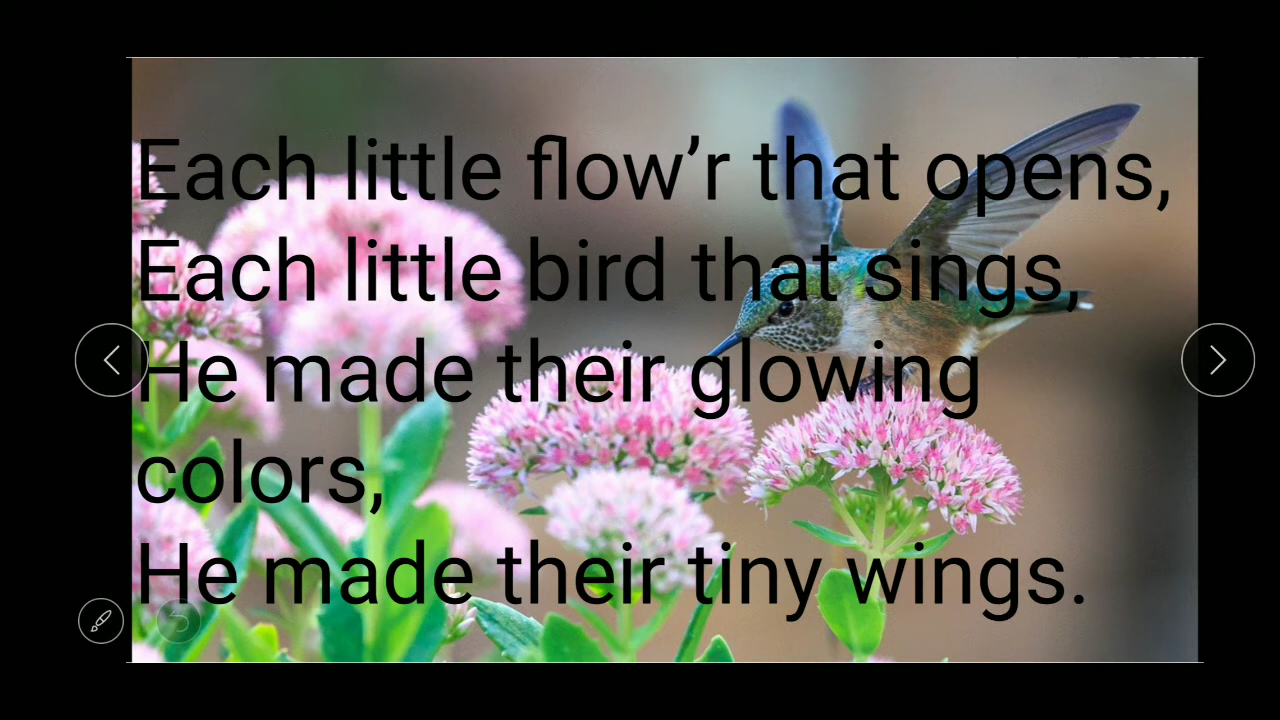 Each little flow’r that opens,
Each little bird that sings,
He made their glowing
colors,
He made their tiny wings.